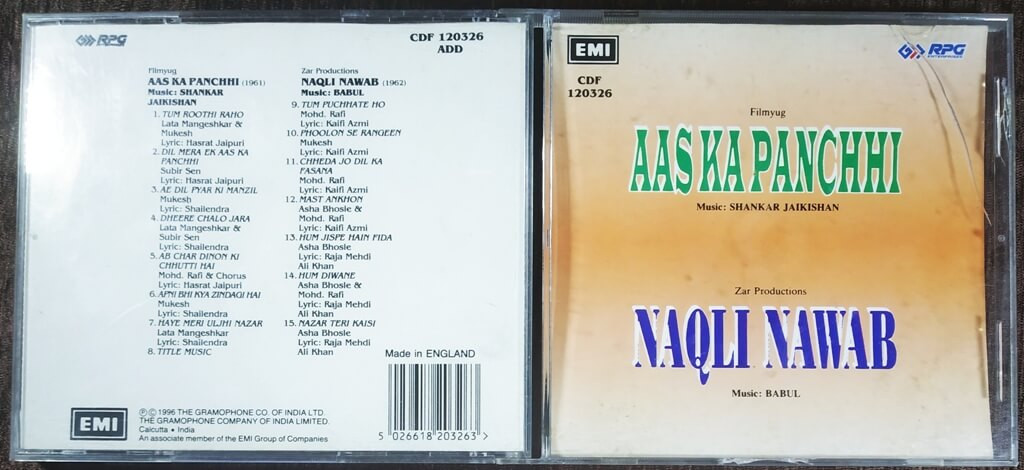 RPG
CDF 120326
ADD
Filmyug
AAS KA PANCHHI (1961)
Music: SHANKAR
JAIKISHAN
1. TUM ROOTHI RAHO
Lata Mangeshkar &
Mukesh
Lyric: Hasrat Jaipuri
2. DIL MERA EK AAS KA
PANCHHI
Subir Sen
Lyric: Hasrat Jaipuri
3. AE DIL PYAR KI MANZIL
Mukesh
Lyric: Shailendra
4. DHEERE CHALO JARA
Lata Mangeshkar &
Subir Sen
Lyric: Shailendra
5. AB CHAR DINON KI
CHHUTTI HAI
Mohd. Rafi & Chorus
Lyric: Hasrat Jaipuri
6. APNI BHI KYA ZINDAGI HAI
Mukesh
Lyric: Shailendra
7. HAYE MERI ULJHI NAZAR
Lata Mangeshkar
Lyric: Shailendra
8. TITLE MUSIC
Zar Productions
NAQLI NAWAB (1962)
Music: BABUL
9. TUM PUCHHATE HO
Mohd. Rafi
Lyric: Kaifi Azmi
10. PHOOLON SE RANGEEN
Mukesh
Lyric: Kaifi Azmi
11. CHHEDA JO DIL KA
FASANA
Mohd. Rafi
Lyric: Kaifi Azmi
12. MAST ANKHON
Asha Bhosle &
Mohd. Rafi
Lyric: Kaifi Azmi
13. HUM JISPE HAIN FIDA
Asha Bhosle
Lyric: Raja Mehdi
Ali Khan
14. HUM DIWANE
Asha Bhosle &
Mohd. Rafi
Lyric: Raja Mehdi
Ali Khan
15. NAZAR TERI KAISI
Asha Bhosle
Lyric: Raja Mehdi
Ali Khan
Made in ENGLAND
5 026618 203263 >
EMI
℗ © 1996 THE GRAMOPHONE CO. OF INDIA LTD.
THE GRAMOPHONE COMPANY OF INDIA LIMITED.
Calcutta • India
An associate member of the EMI Group of Companies
EMI
CDF
120326
RPG
ENTERPRISES
Filmyug
AAS KA PANCHHI
Music: SHANKAR JAIKISHAN
Zar Productions
NAQLI NAWAB
Music: BABUL